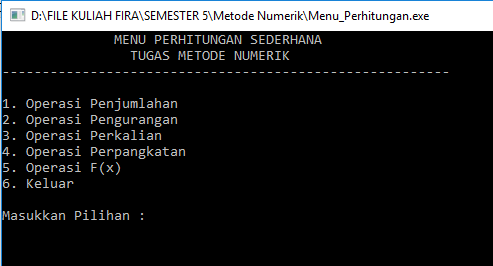 D:\FILE KULIAH FIRA\SEMESTER 5\Metode Numerik\Menu_Perhitungan.exe
MENU PERHITUNGAN SEDERHANA
TUGAS METODE NUMERIK
--------------------------------------------------------
1. Operasi Penjumlahan
2. Operasi Pengurangan
3. Operasi Perkalian
4. Operasi Perpangkatan
5. Operasi F(x)
6. Keluar
Masukkan Pilihan :